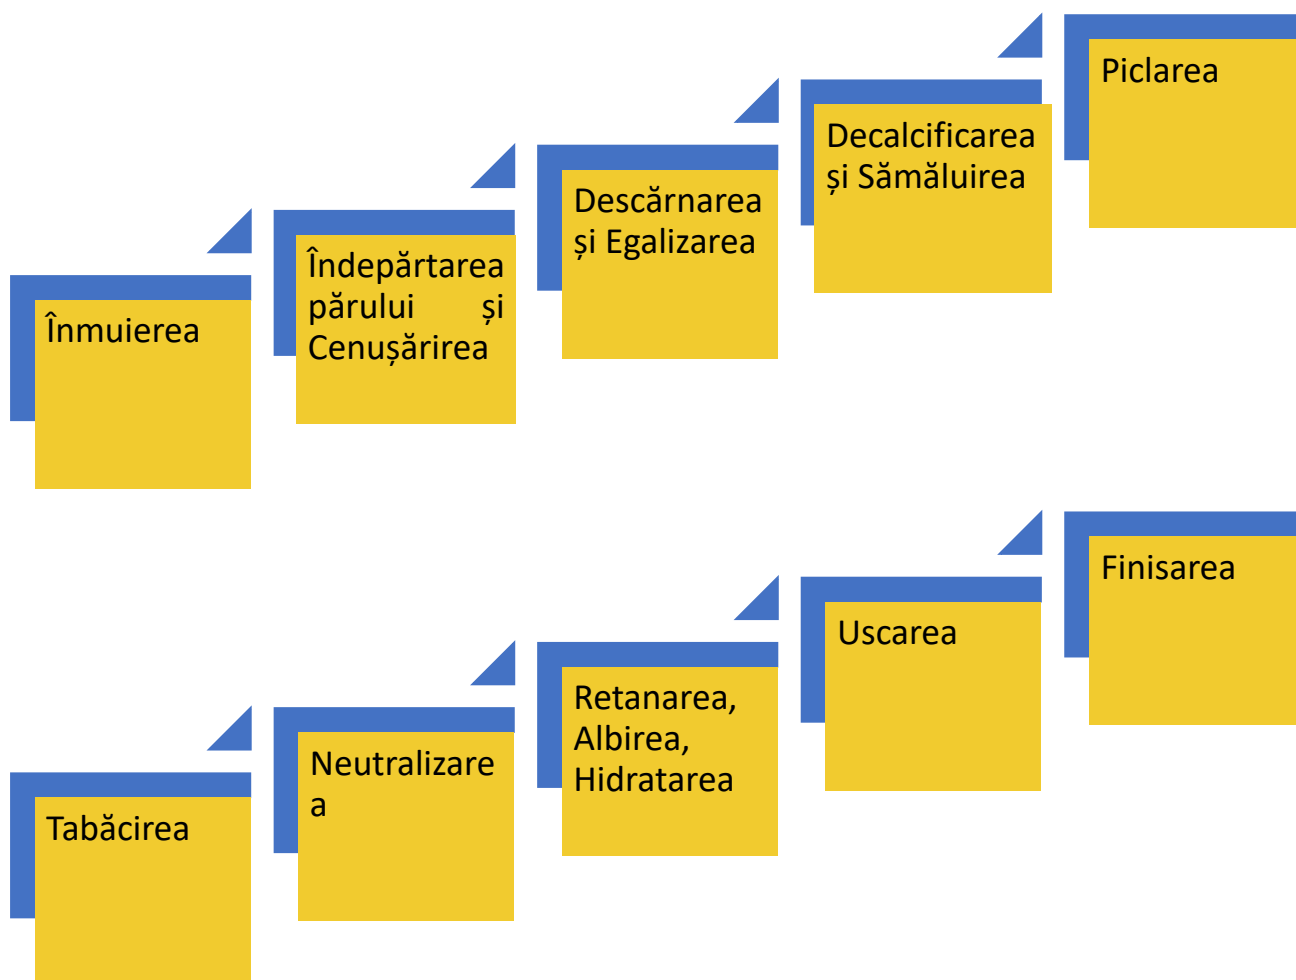 Înmuierea
Îndepărtarea
părului și
Cenușărirea
Descărnarea
și Egalizarea
Decalcificarea
și Sămăluirea
Piclarea
Tabăcirea
Neutralizare
a
Retanarea,
Albirea,
Hidratarea
Uscarea
Finisarea